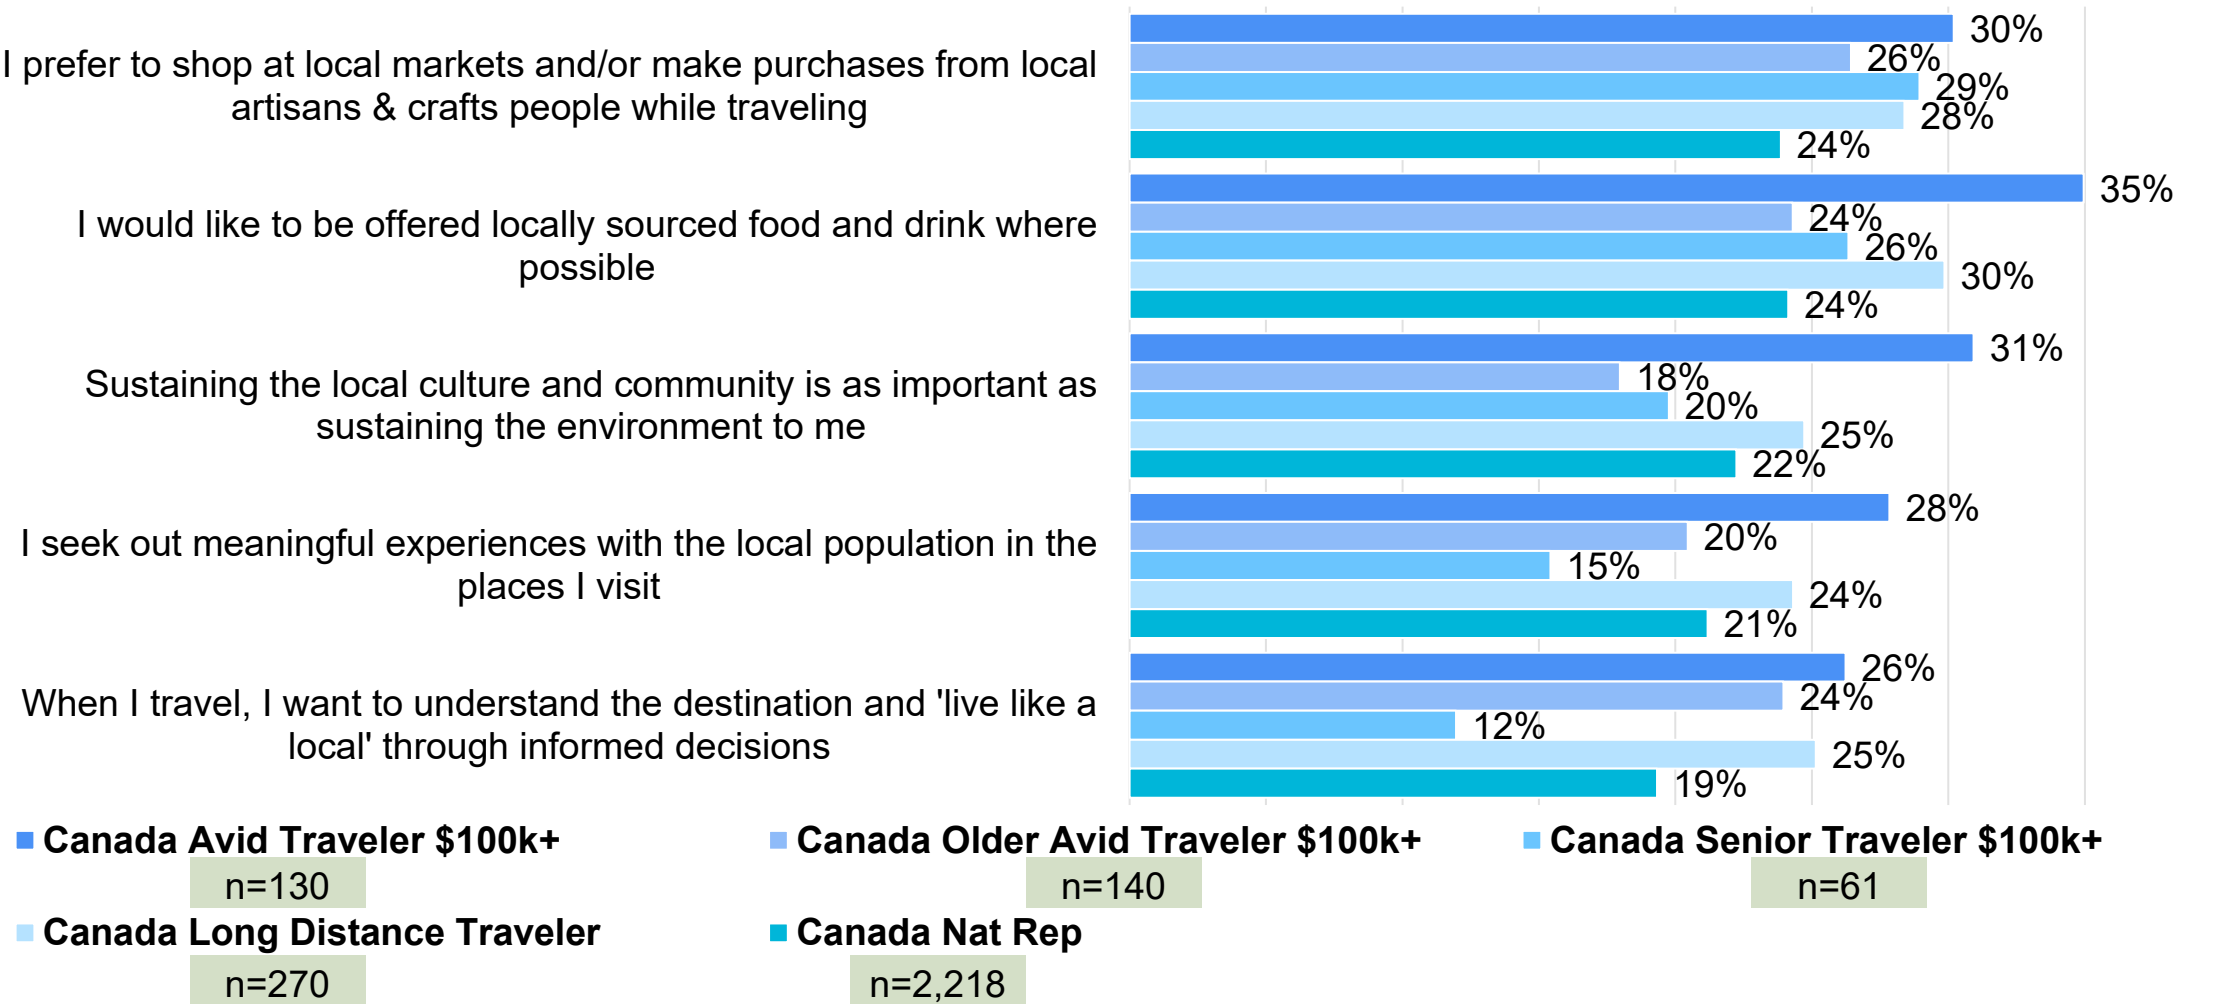 I prefer to shop at local markets and/or make purchases from local
artisans & crafts people while traveling
30%
26%
29%
28%
24%
I would like to be offered locally sourced food and drink where
possible
35%
24%
26%
30%
24%
Sustaining the local culture and community is as important as
sustaining the environment to me
31%
18%
20%
25%
22%
I seek out meaningful experiences with the local population in the
places I visit
28%
20%
15%
24%
21%
When I travel, I want to understand the destination and 'live like a
local' through informed decisions
26%
24%
12%
25%
19%
Canada Avid Traveler $100k+
n=130
Canada Older Avid Traveler $100k+
n=140
Canada Senior Traveler $100k+
n=61
Canada Long Distance Traveler
n=270
Canada Nat Rep
n=2,218